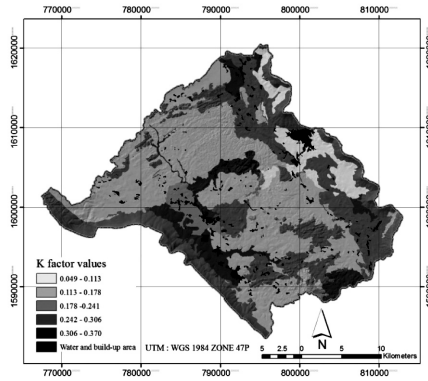 770000 780000 790000 800000 810000
1620000
1610000
1600000
1590000
K factor values
0.049 - 0.113
0.113 - 0.178
0.178 -0.241
0.242 - 0.306
0.306 - 0.370
Water and build-up area
UTM : WGS 1984 ZONE 47P
N
5 2.5 0 5 10
Kilometers
770000 780000 790000 800000 810000